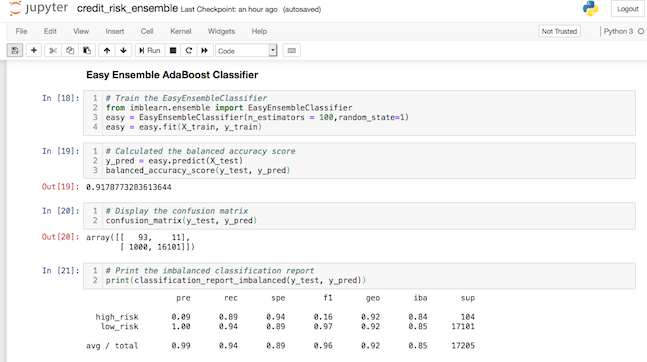 jupyter credit_risk_ensemble Last Checkpoint: an hour ago (autosaved) Logout
File Edit View Insert Cell Kernel Widgets Help Not Trusted Python 3
Run Code
Easy Ensemble AdaBoost Classifier
In [18]: 1 # Train the EasyEnsembleClassifier
2 from imblearn.ensemble import EasyEnsembleClassifier
3 easy = EasyEnsembleClassifier(n_estimators = 100,random_state=1)
4 easy = easy.fit(X_train, y_train)
In [19]: 1 # Calculated the balanced accuracy score
2 y_pred = easy.predict(X_test)
3 balanced_accuracy_score(y_test, y_pred)
Out[19]: 0.9178773283613644
In [20]: 1 # Display the confusion matrix
2 confusion_matrix(y_test, y_pred)
Out[20]: array([[ 93, 11],
[ 1000, 16101]])
In [21]: 1 # Print the imbalanced classification report
2 print(classification_report_imbalanced(y_test, y_pred))
pre rec spe f1 geo iba sup
high_risk 0.09 0.89 0.94 0.16 0.92 0.84 104
low_risk 1.00 0.94 0.89 0.97 0.92 0.85 17101
avg / total 0.99 0.94 0.89 0.96 0.92 0.85 17205